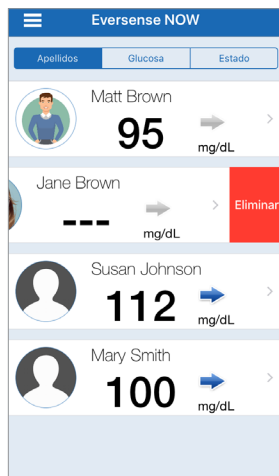 Eversense NOW
Apellidos Glucosa Estado
Matt Brown
95
mg/dL
Jane Brown
---
mg/dL
Eliminar
Susan Johnson
112
mg/dL
Mary Smith
100
mg/dL